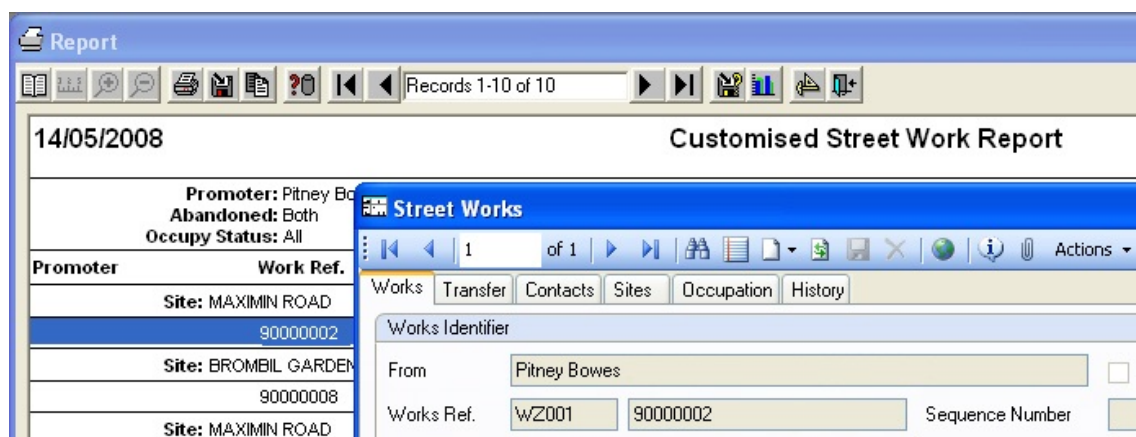 Report
Records 1-10 of 10
14/05/2008 Customised Street Work Report
Promoter: Pitney
Abandoned: Both
Occupy Status: All
Promoter Work Ref.
Site: MAXIMIN ROAD
90000002
Site: BROMBIL GARDEN
90000008
Site: MAXIMIN ROAD
Street Works
1 of 1 Actions
Works Transfer Contacts Sites Occupation History
Works Identifier
From Pitney Bowes
Works Ref. WZ001 90000002 Sequence Number